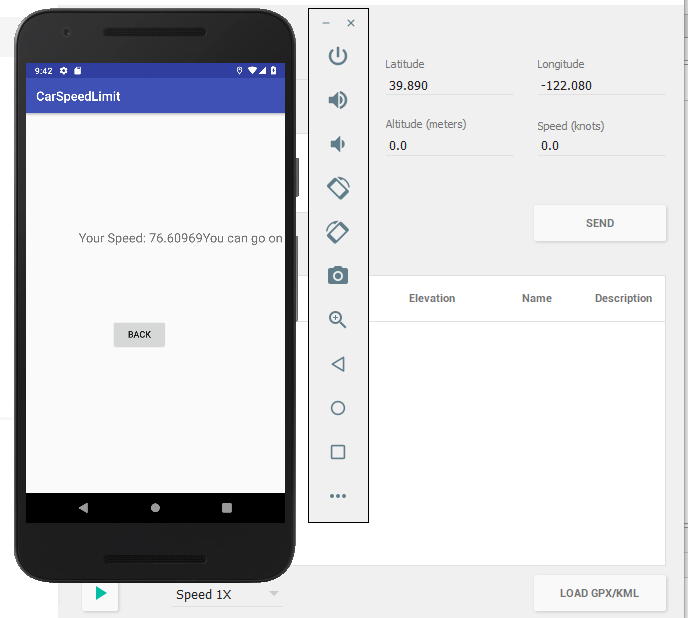 9:42
CarSpeedLimit
Your Speed: 76.60969You can go on
BACK
Latitude
Longitude
39.890
-122.080
Altitude (meters)
Speed (knots)
0.0
0.0
SEND
Elevation
Name
Description
Speed 1X
LOAD GPX/KML